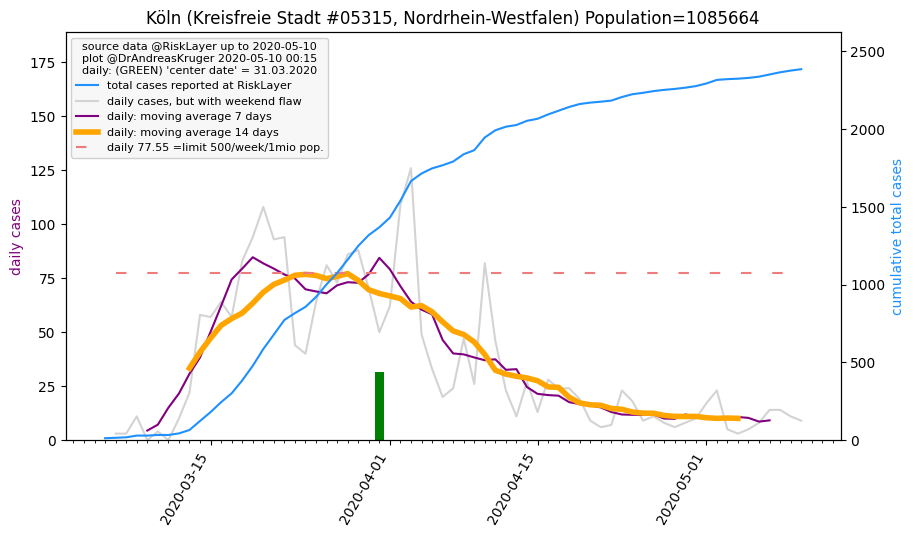 Köln (Kreisfreie Stadt #05315, Nordrhein-Westfalen) Population=1085664
source data @RiskLayer up to 2020-05-10
plot @DrAndreasKruger 2020-05-10 00:15
daily: (GREEN) 'center date' = 31.03.2020
total cases reported at RiskLayer
daily cases, but with weekend flaw
daily: moving average 7 days
daily: moving average 14 days
daily 77.55 =limit 500/week/1mio pop.
daily cases
175
150
125
100
75
50
25
0
2500
2000
1500
1000
500
0
cumulative total cases
2020-03-15
2020-04-01
2020-04-15
2020-05-01